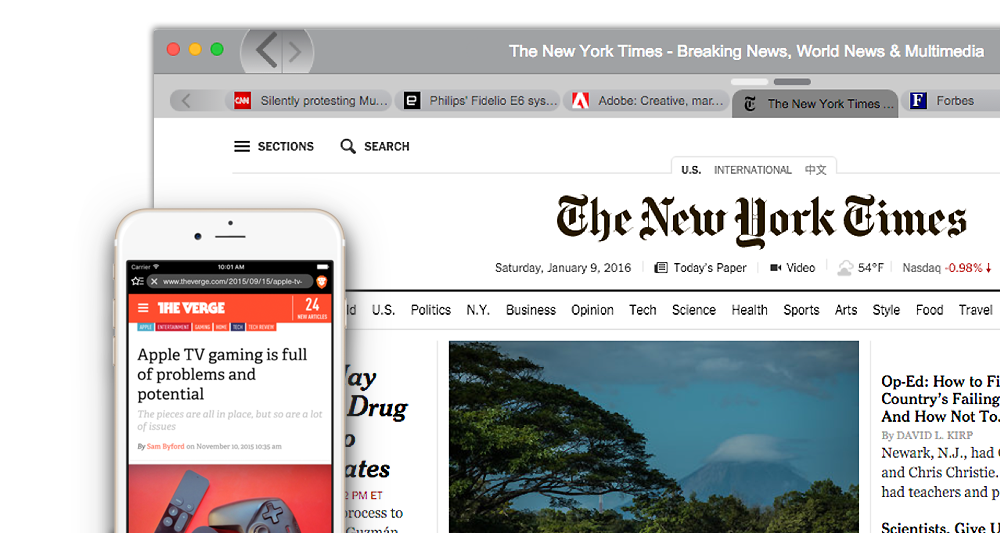 The New York Times - Breaking News, World News & Multimedia
CNN Silently protesting Mu...
Philips' Fidelio E6 sys...
Adobe: Creative, mar...
The New York Times ...
F Forbes
SECTIONS SEARCH
U.S. INTERNATIONAL 中文
The New York Times
Saturday, January 9, 2016 Today's Paper Video 54°F Nasdaq -0.98%
ld U.S. Politics N.Y. Business Opinion Tech Science Health Sports Arts Style Food Travel
Drug
ates
2 PM ET
process to
Guzmán
Op-Ed: How to Fi
Country's Failing
And How Not To.
By DAVID L. KIRP
Newark, N.J., had
and Chris Christie.
had teachers and p
Scientists, Give U
Carrier 10:01 AM
www.theverge.com/2015/09/15/apple-tv-
THE VERGE 24
NEW ARTICLES
APPLE ENTERTAINMENT GAMING HOME TECH TECH REVIEW
Apple TV gaming is full
of problems and
potential
The pieces are all in place, but so are a lot
of issues
By Sam Byford on November 10, 2015 10:35 am